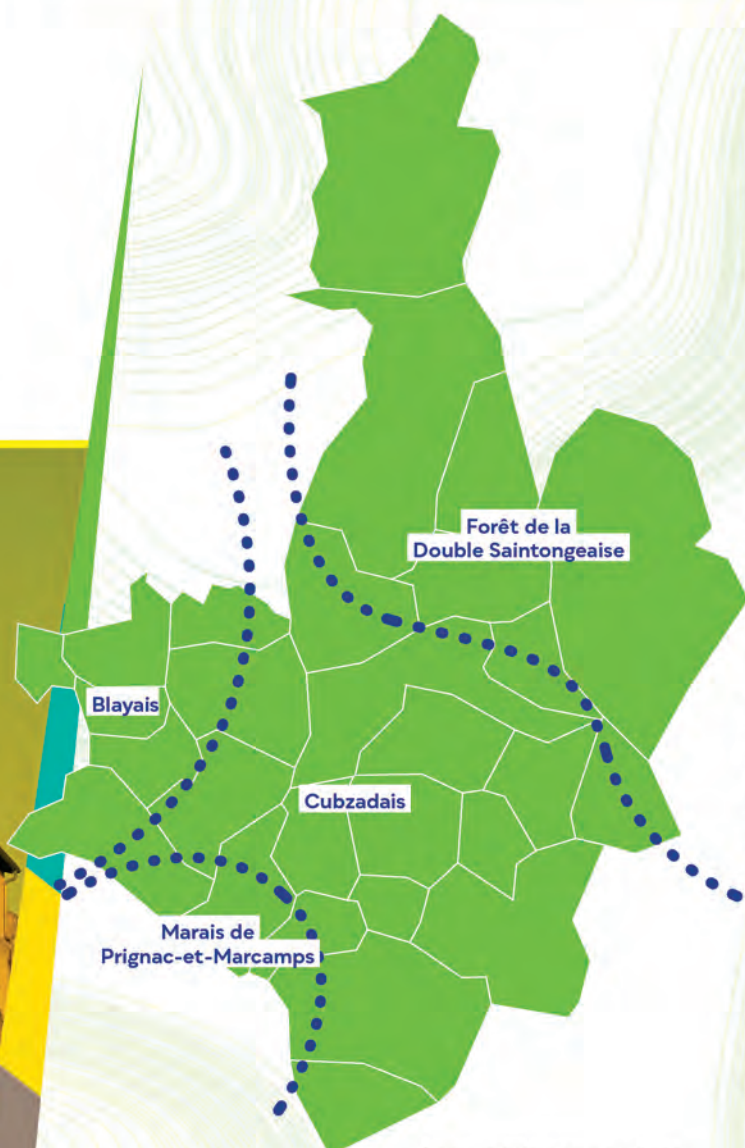 Forêt de la
Double Saintongeaise
Blayais
Cubzadais
Marais de
Prignac-et-Marcamps